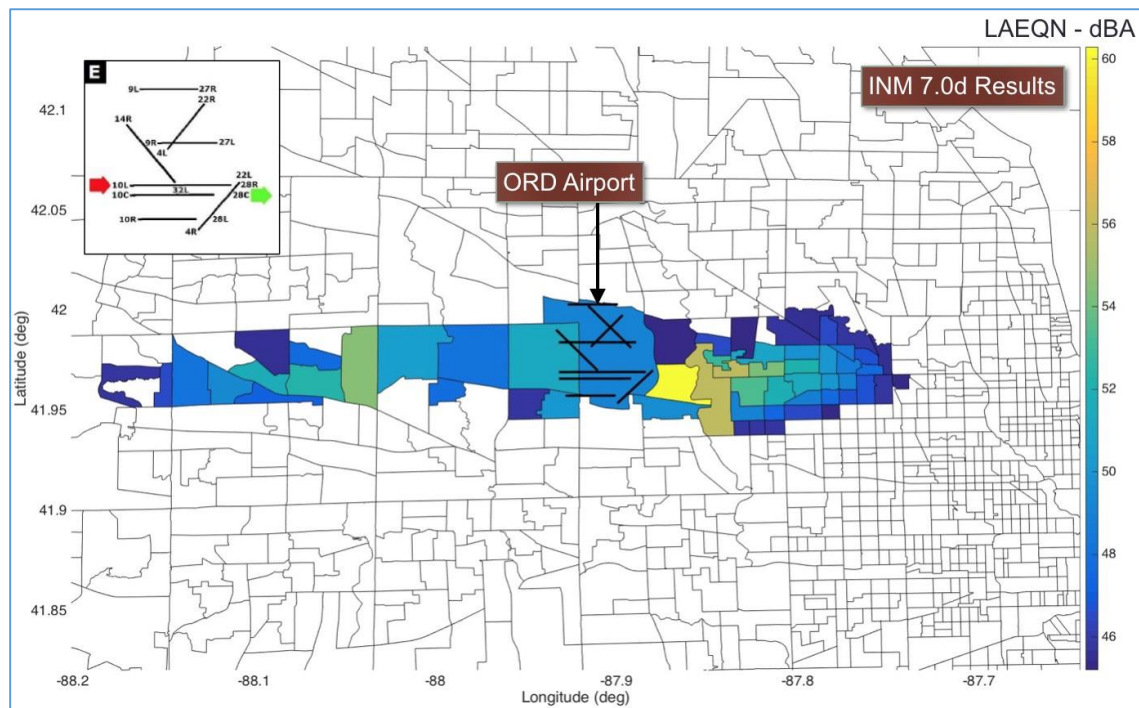 LAEQN - dBA
INM 7.0d Results
ORD Airport
E
9L 27R
22R
14R
9R 27L
4L
22L
10L 28R
32L
10C 28C
10R 28L
4R
42.1
42.05
42
41.95
41.9
41.85
Latitude (deg)
-88.2 -88.1 -88 -87.9 -87.8 -87.7
Longitude (deg)
60
58
56
54
52
50
48
46